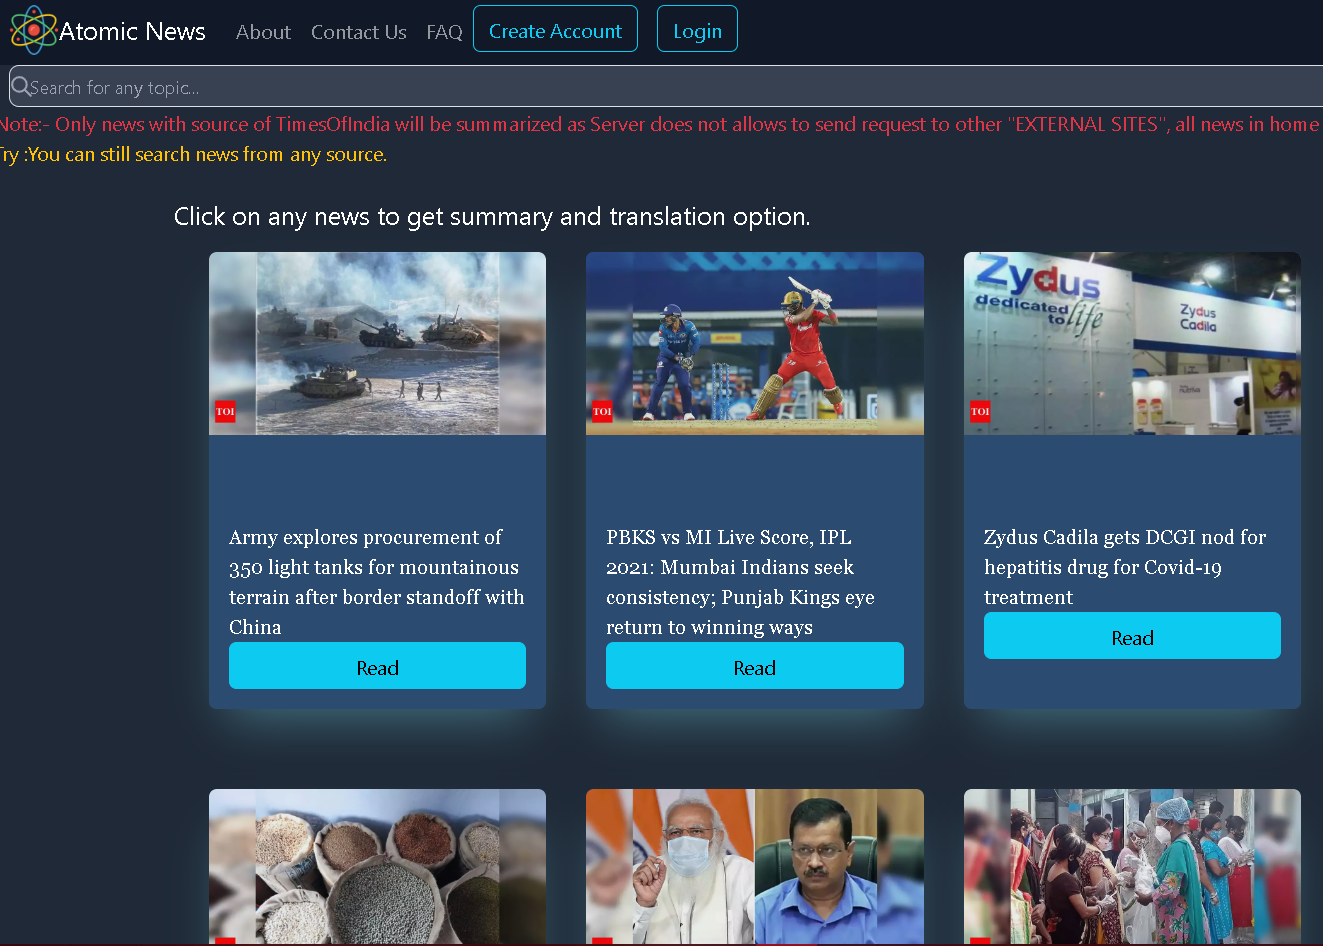 Atomic News
About
Contact Us
FAQ
Create Account
Login
Search for any topic...
Note:- Only news with source of TimesOfIndia will be summarized as Server does not allows to send request to other "EXTERNAL SITES", all news in home
Try :You can still search news from any source.
Click on any news to get summary and translation option.
TOI
TOI
Zydus
dedicated
to life
Zydus
Cadila
TOI
Army explores procurement of
350 light tanks for mountainous
terrain after border standoff with
China
Read
PBKS vs MI Live Score, IPL
2021: Mumbai Indians seek
consistency; Punjab Kings eye
return to winning ways
Read
Zydus Cadila gets DCGI nod for
hepatitis drug for Covid-19
treatment
Read